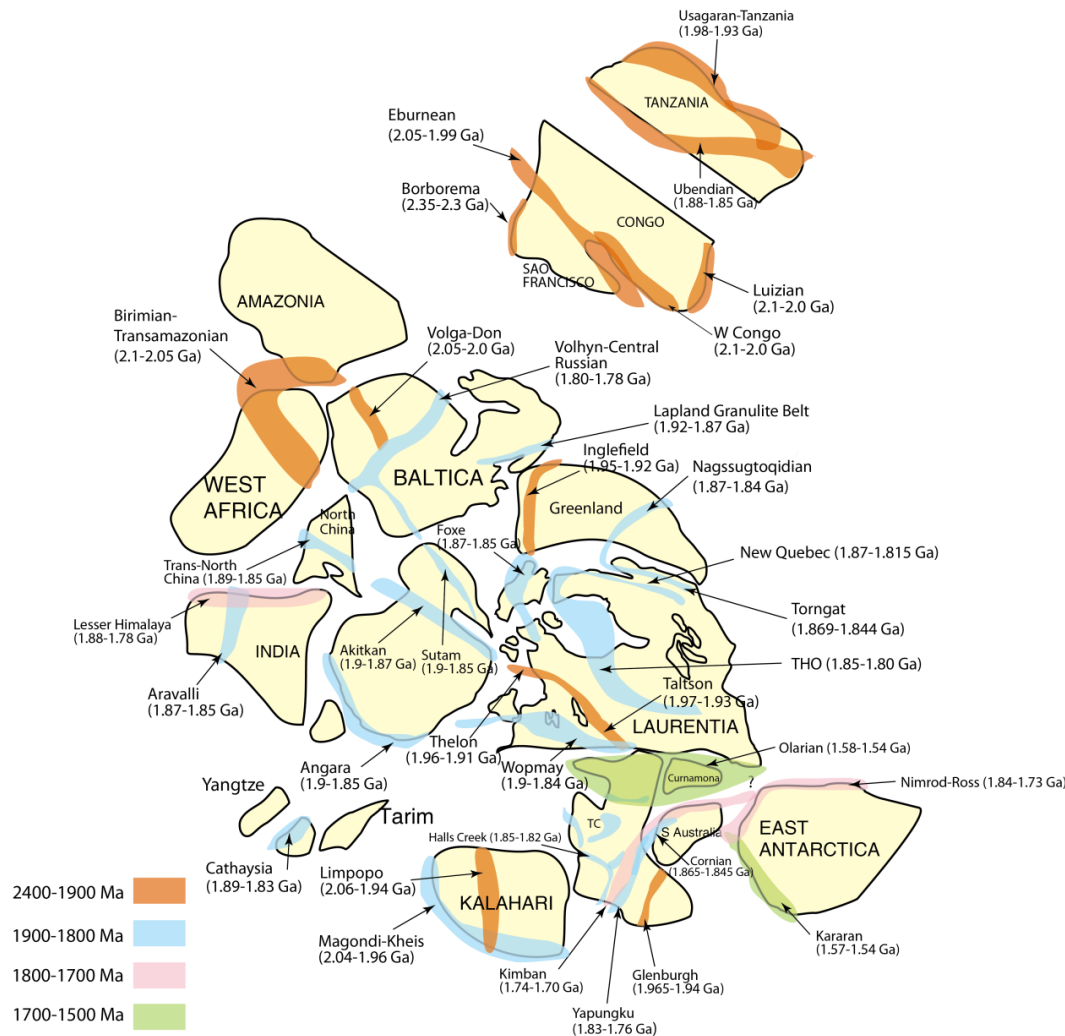 Usagaran-Tanzania
(1.98-1.93 Ga)
TANZANIA
Eburnean
(2.05-1.99 Ga)
Ubendian
(1.88-1.85 Ga)
Borborema
(2.35-2.3 Ga)
CONGO
SAO
FRANCISCO
Luizian
(2.1-2.0 Ga)
W Congo
(2.1-2.0 Ga)
AMAZONIA
Birimian-
Transamazonian
(2.1-2.05 Ga)
Volga-Don
(2.05-2.0 Ga)
Volhyn-Central
Russian
(1.80-1.78 Ga)
Lapland Granulite Belt
(1.92-1.87 Ga)
Inglefield
(1.95-1.92 Ga)
Nagssugtoqidian
(1.87-1.84 Ga)
BALTICA
WEST
AFRICA
Greenland
North
China
Foxe
(1.87-1.85 Ga)
New Quebec (1.87-1.815 Ga)
Trans-North
China (1.89-1.85 Ga)
Torngat
(1.869-1.844 Ga)
Lesser Himalaya
(1.88-1.78 Ga)
INDIA
Akitkan
(1.9-1.87 Ga)
Sutam
(1.9-1.85 Ga)
THO (1.85-1.80 Ga)
Taltson
(1.97-1.93 Ga)
Aravalli
(1.87-1.85 Ga)
LAURENTIA
Thelon
(1.96-1.91 Ga)
Olarian (1.58-1.54 Ga)
Angara
(1.9-1.85 Ga)
Wopmay
(1.9-1.84 Ga)
Curnamona
?
Nimrod-Ross (1.84-1.73 Ga)
Yangtze
Tarim
TC
S Australia
EAST
ANTARCTICA
Halls Creek (1.85-1.82 Ga)
Cornian
(1.865-1.845 Ga)
Cathaysia
(1.89-1.83 Ga)
Limpopo
(2.06-1.94 Ga)
KALAHARI
2400-1900 Ma
1900-1800 Ma
1800-1700 Ma
1700-1500 Ma
Magondi-Kheis
(2.04-1.96 Ga)
Kararan
(1.57-1.54 Ga)
Kimban
(1.74-1.70 Ga)
Glenburgh
(1.965-1.94 Ga)
Yapungku
(1.83-1.76 Ga)